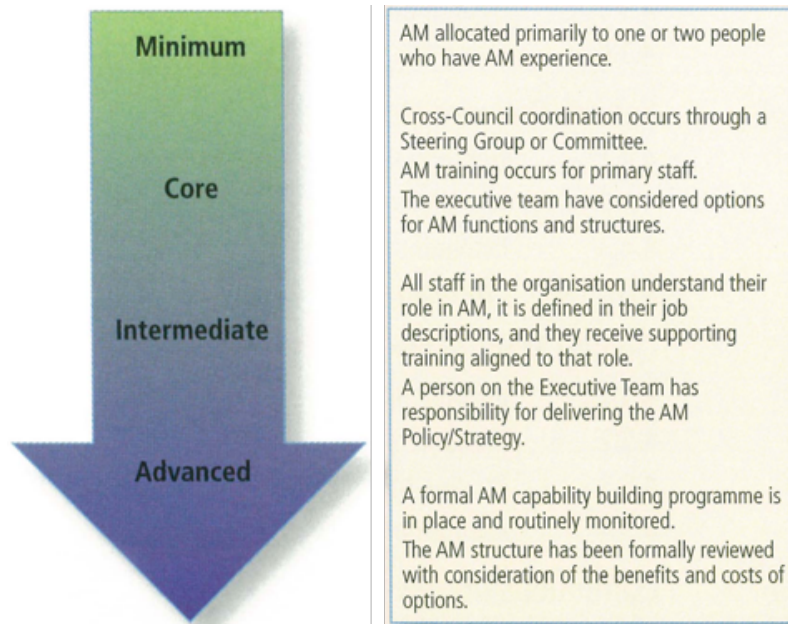 Minimum
Core
Intermediate
Advanced
AM allocated primarily to one or two people
who have AM experience.
Cross-Council coordination occurs through a
Steering Group or Committee.
AM training occurs for primary staff.
The executive team have considered options
for AM functions and structures.
All staff in the organisation understand their
role in AM, it is defined in their job
descriptions, and they receive supporting
training aligned to that role.
A person on the Executive Team has
responsibility for delivering the AM
Policy/Strategy.
A formal AM capability building programme is
in place and routinely monitored.
The AM structure has been formally reviewed
with consideration of the benefits and costs of
options.